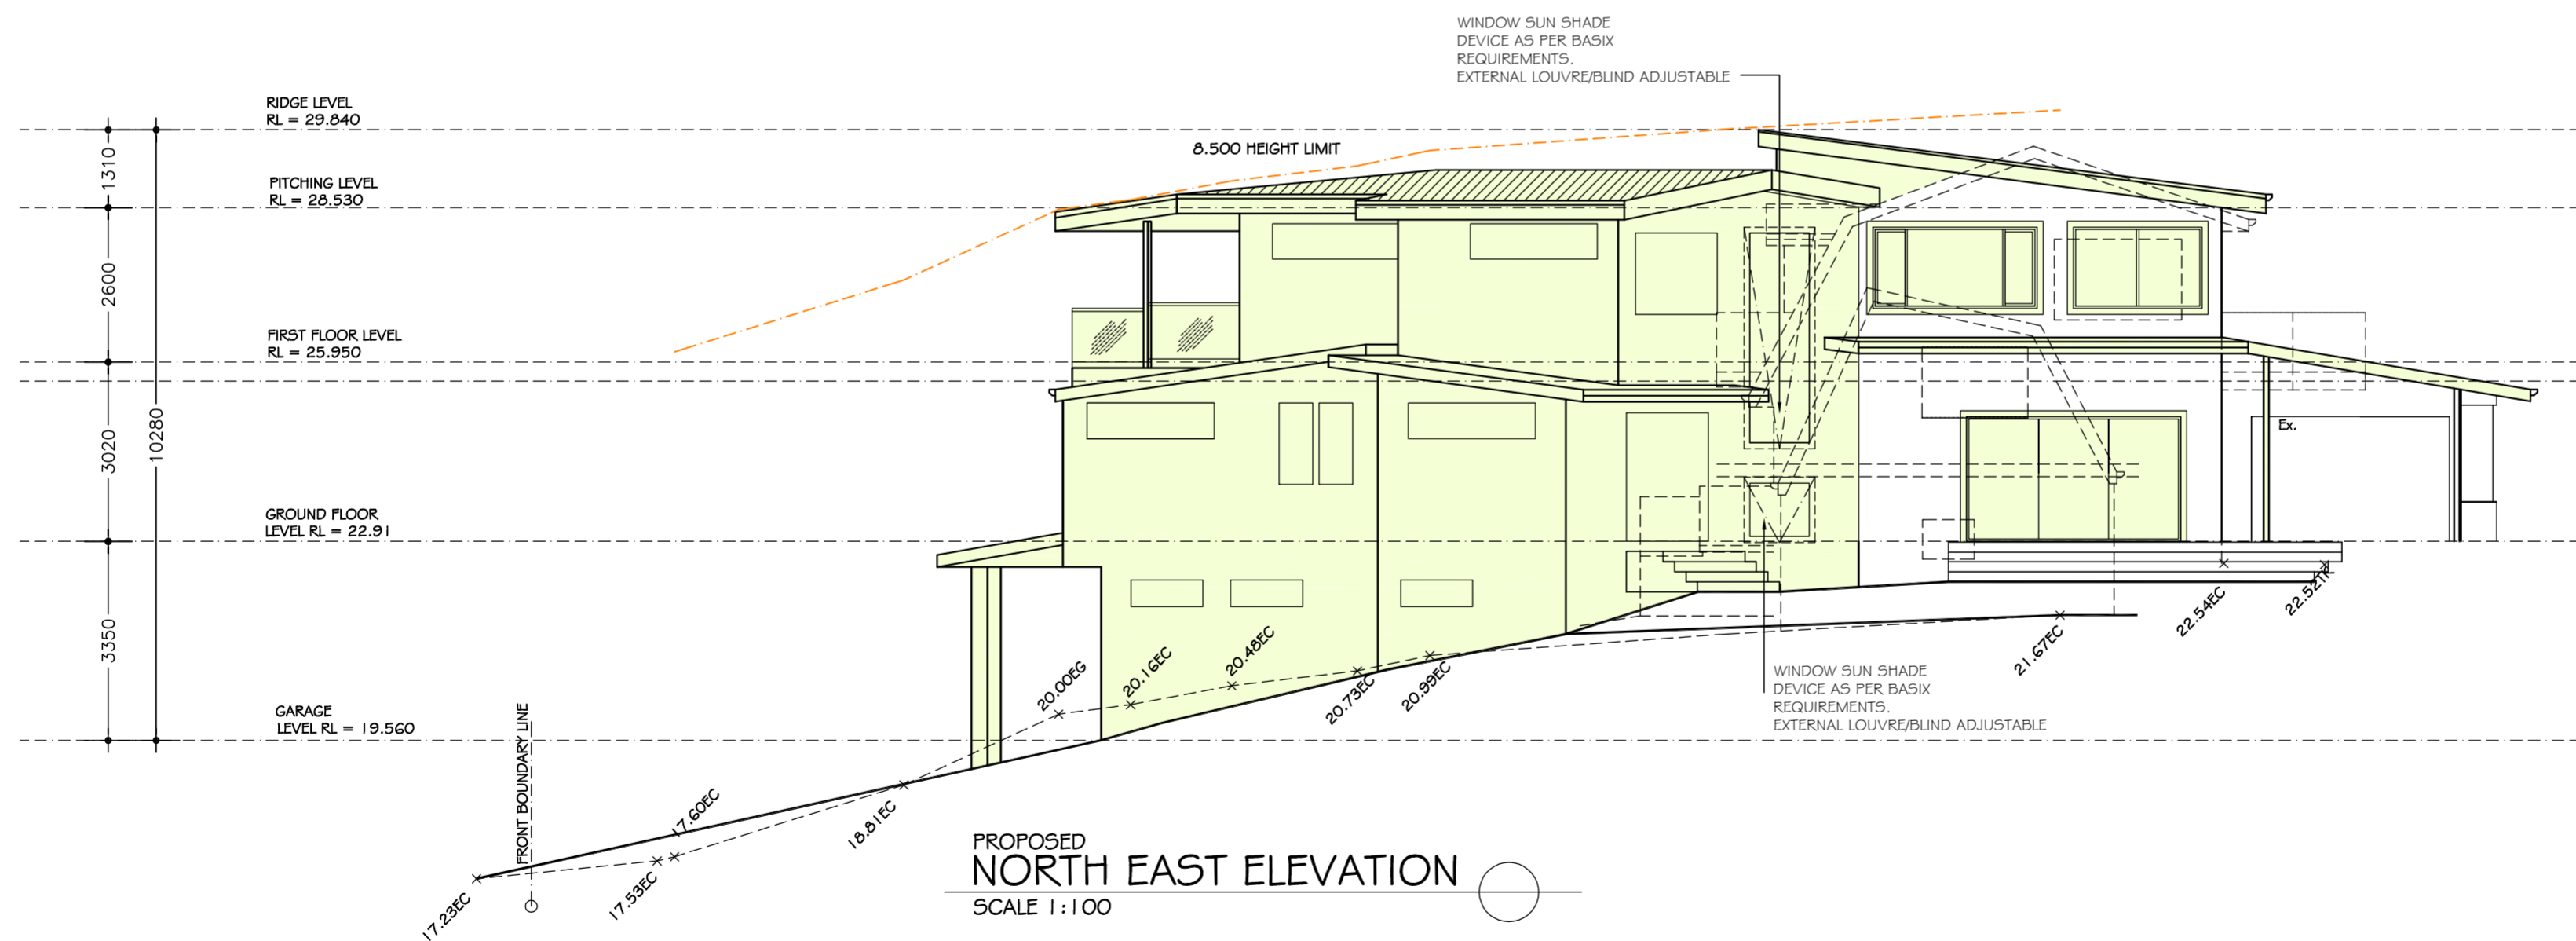 WINDOW SUN SHADE
DEVICE AS PER BASIX
REQUIREMENTS.
EXTERNAL LOUVRE/BLIND ADJUSTABLE
RIDGE LEVEL
RL = 29.840
8.500 HEIGHT LIMIT
1310
PITCHING LEVEL
RL = 28.530
2600
FIRST FLOOR LEVEL
RL = 25.950
3020
10280
Ex.
GROUND FLOOR
LEVEL RL = 22.91
3350
22.54EC
22.52TK
21.67EC
20.00EG
20.16EC
20.48EC
20.73EC
20.99EC
WINDOW SUN SHADE
DEVICE AS PER BASIX
REQUIREMENTS.
EXTERNAL LOUVRE/BLIND ADJUSTABLE
GARAGE
LEVEL RL = 19.560
FRONT BOUNDARY LINE
17.60EC
18.81EC
17.53EC
17.23EC
PROPOSED
NORTH EAST ELEVATION
SCALE 1:100